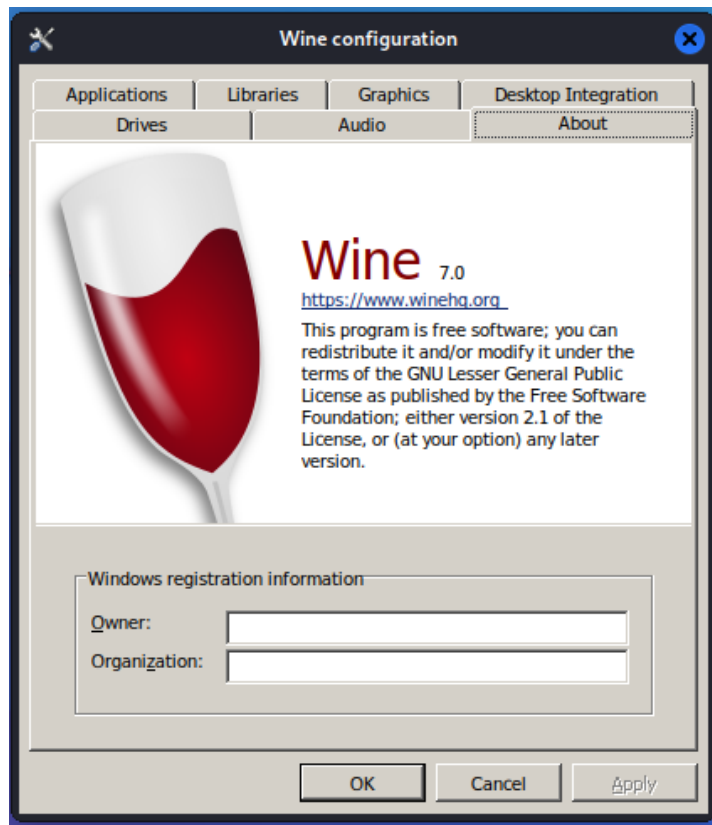 Wine configuration
Applications Libraries Graphics Desktop Integration
Drives Audio About
Wine 7.0
https://www.winehq.org
This program is free software; you can
redistribute it and/or modify it under the
terms of the GNU Lesser General Public
License as published by the Free Software
Foundation; either version 2.1 of the
License, or (at your option) any later
version.
Windows registration information
Owner:
Organization:
OK Cancel Apply